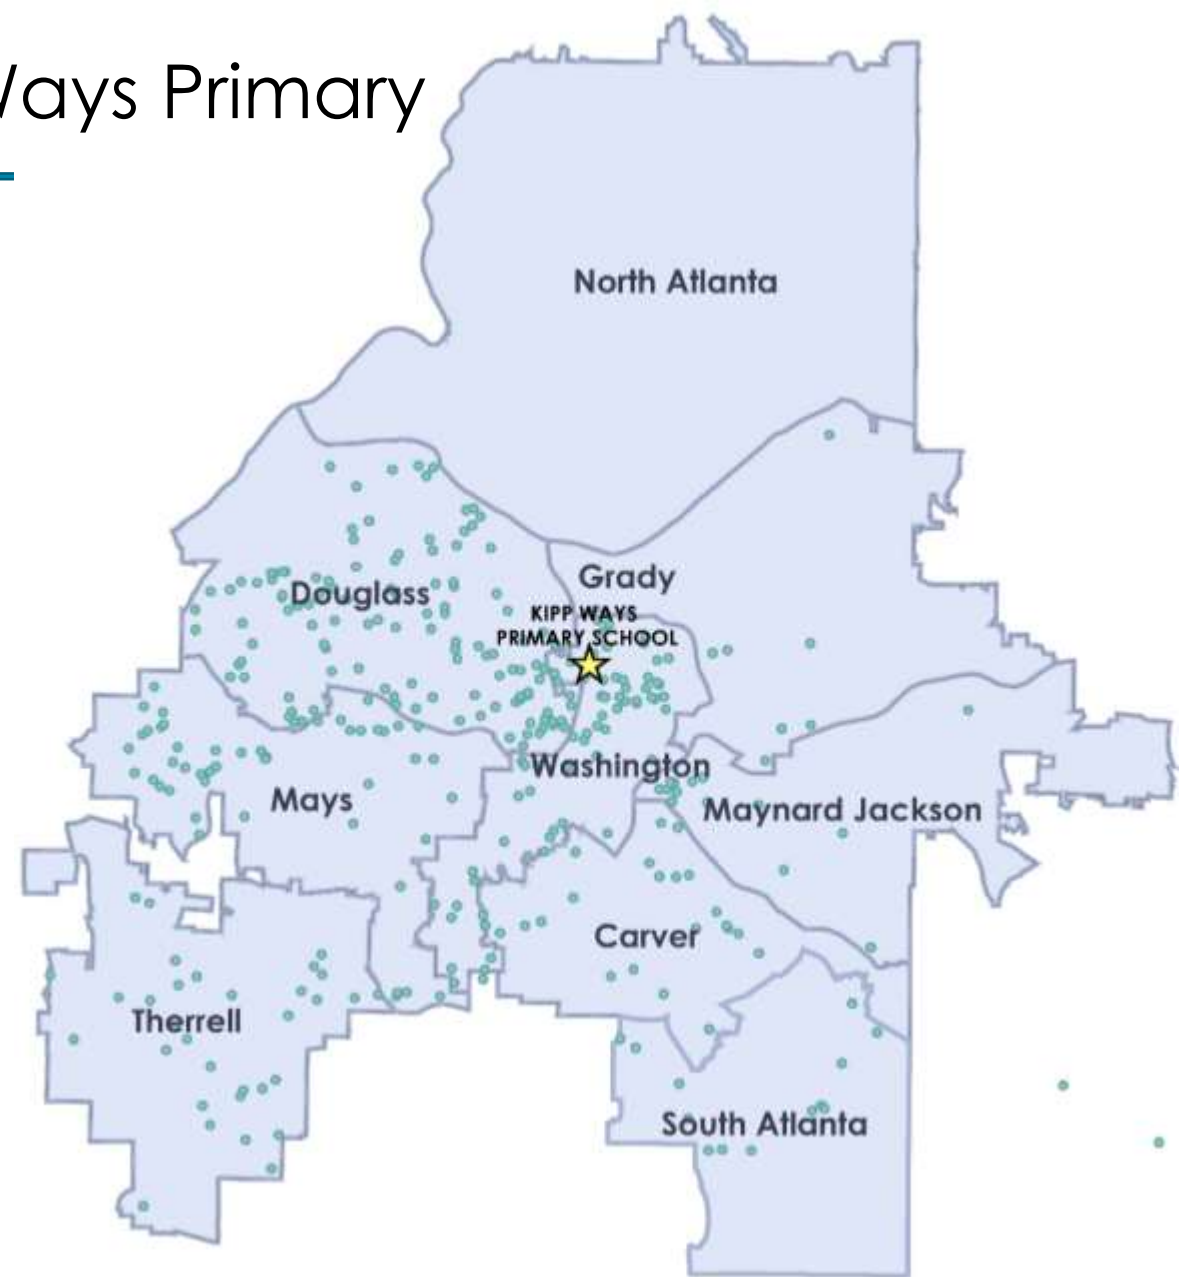 Ways Primary
North Atlanta
Grady
Douglass
KIPP WAYS
PRIMARY SCHOOL
Washington
Mays
Maynard Jackson
Carver
Therrell
South Atlanta